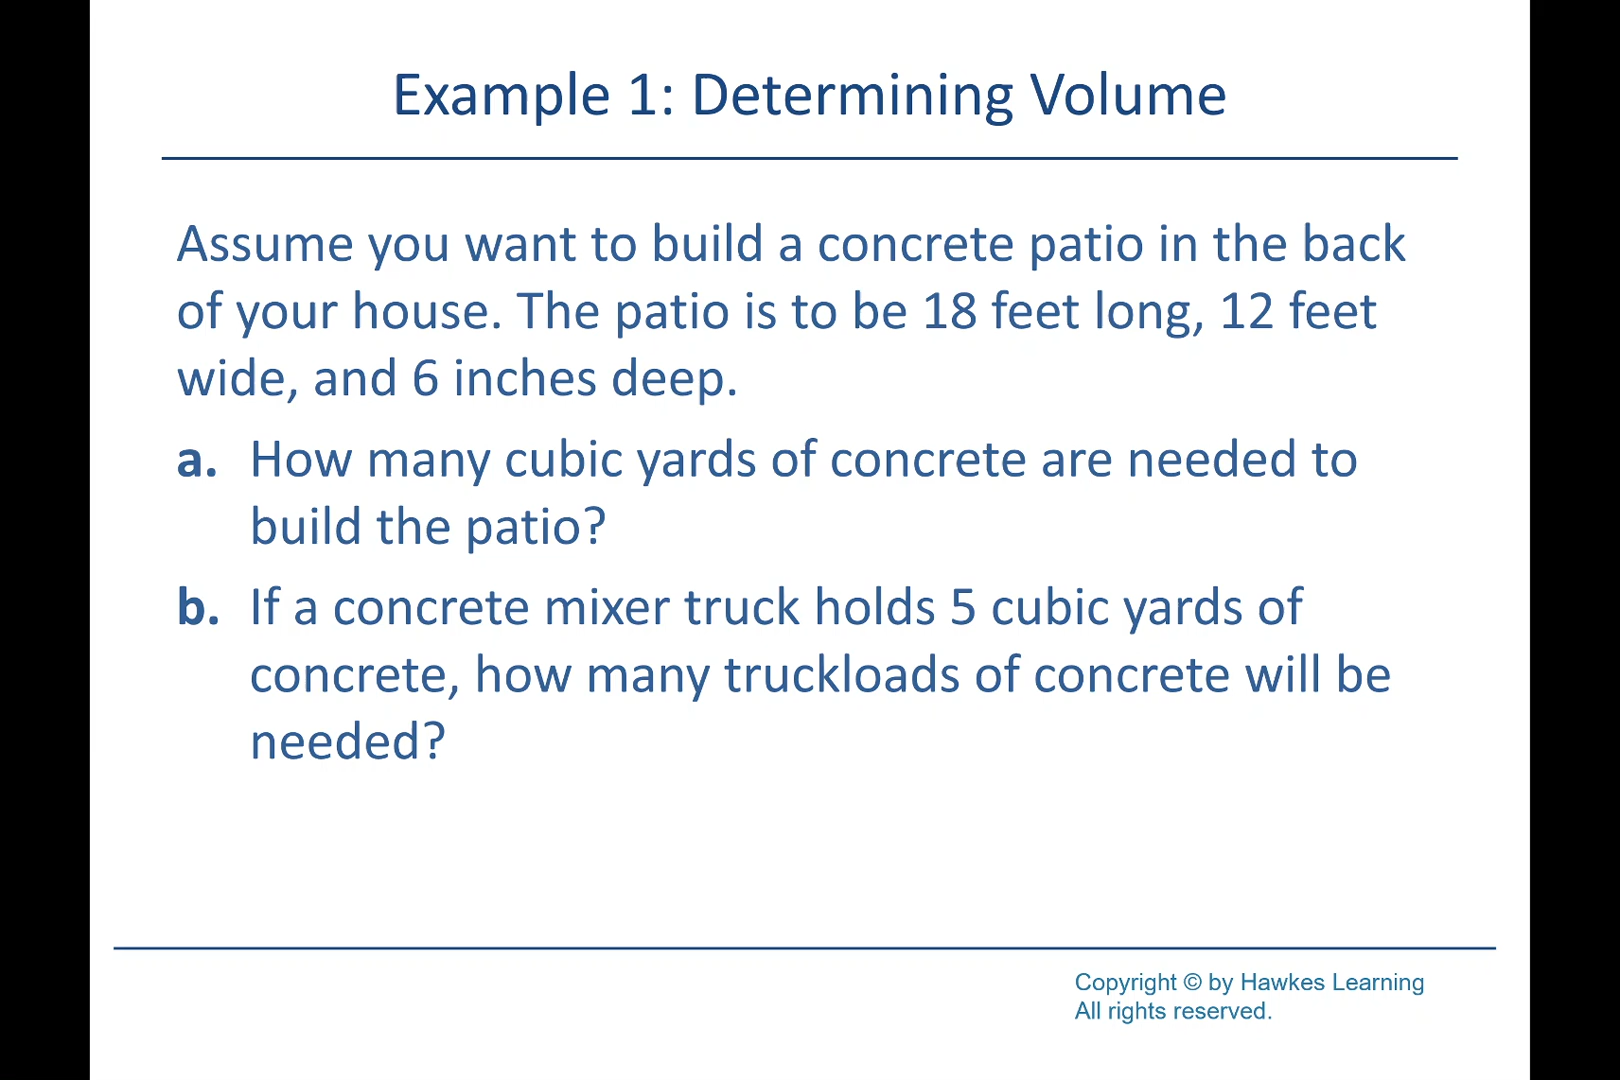 Example 1: Determining Volume
Assume you want to build a concrete patio in the back
of your house. The patio is to be 18 feet long, 12 feet
wide, and 6 inches deep.
a. How many cubic yards of concrete are needed to
build the patio?
b. If a concrete mixer truck holds 5 cubic yards of
concrete, how many truckloads of concrete will be
needed?
Copyright © by Hawkes Learning
All rights reserved.